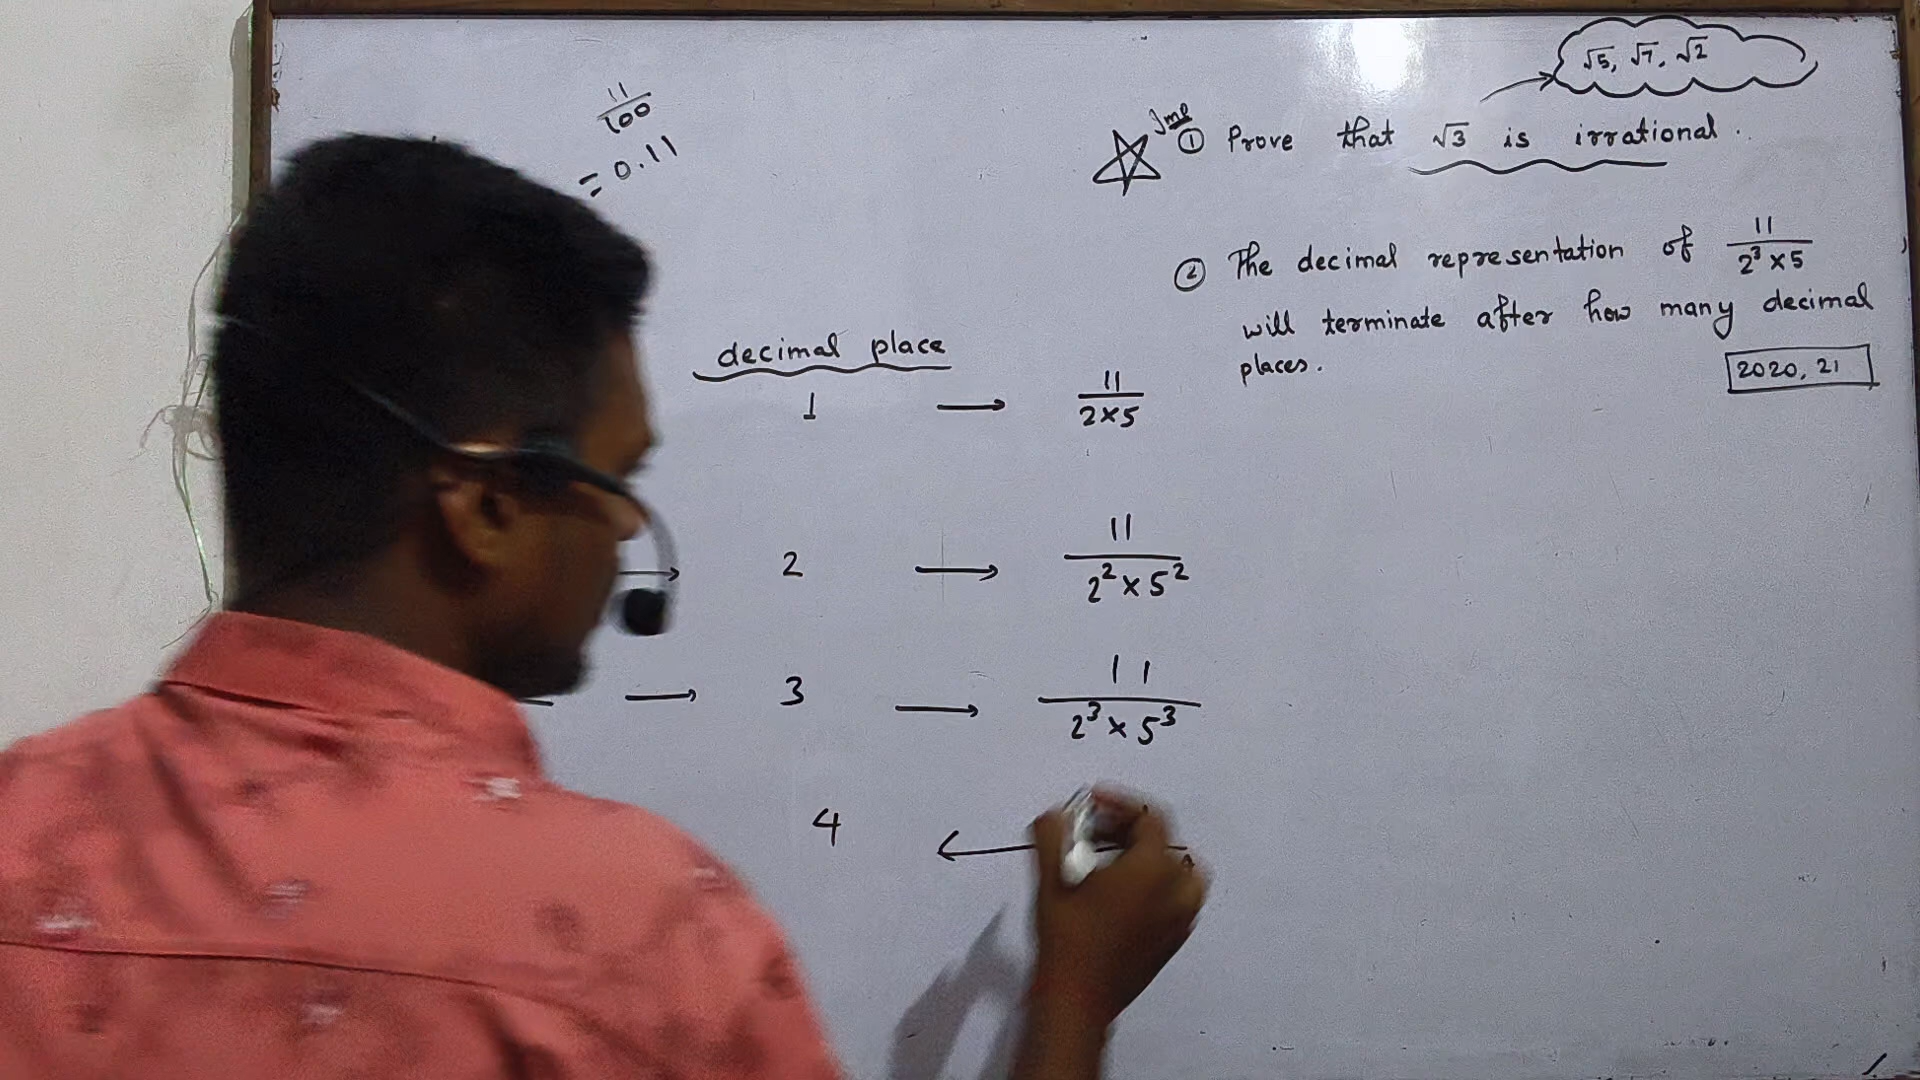 √5, √7, √2
Imp
① Prove that √3 is irrational.
11/100
= 0.11
② The decimal representation of 11/(2³ × 5)
will terminate after how many decimal
places.
2020, 21
decimal place
1 → 11/(2×5)
→ 2 → 11/(2² × 5²)
→ 3 → 11/(2³ × 5³)
4 ←